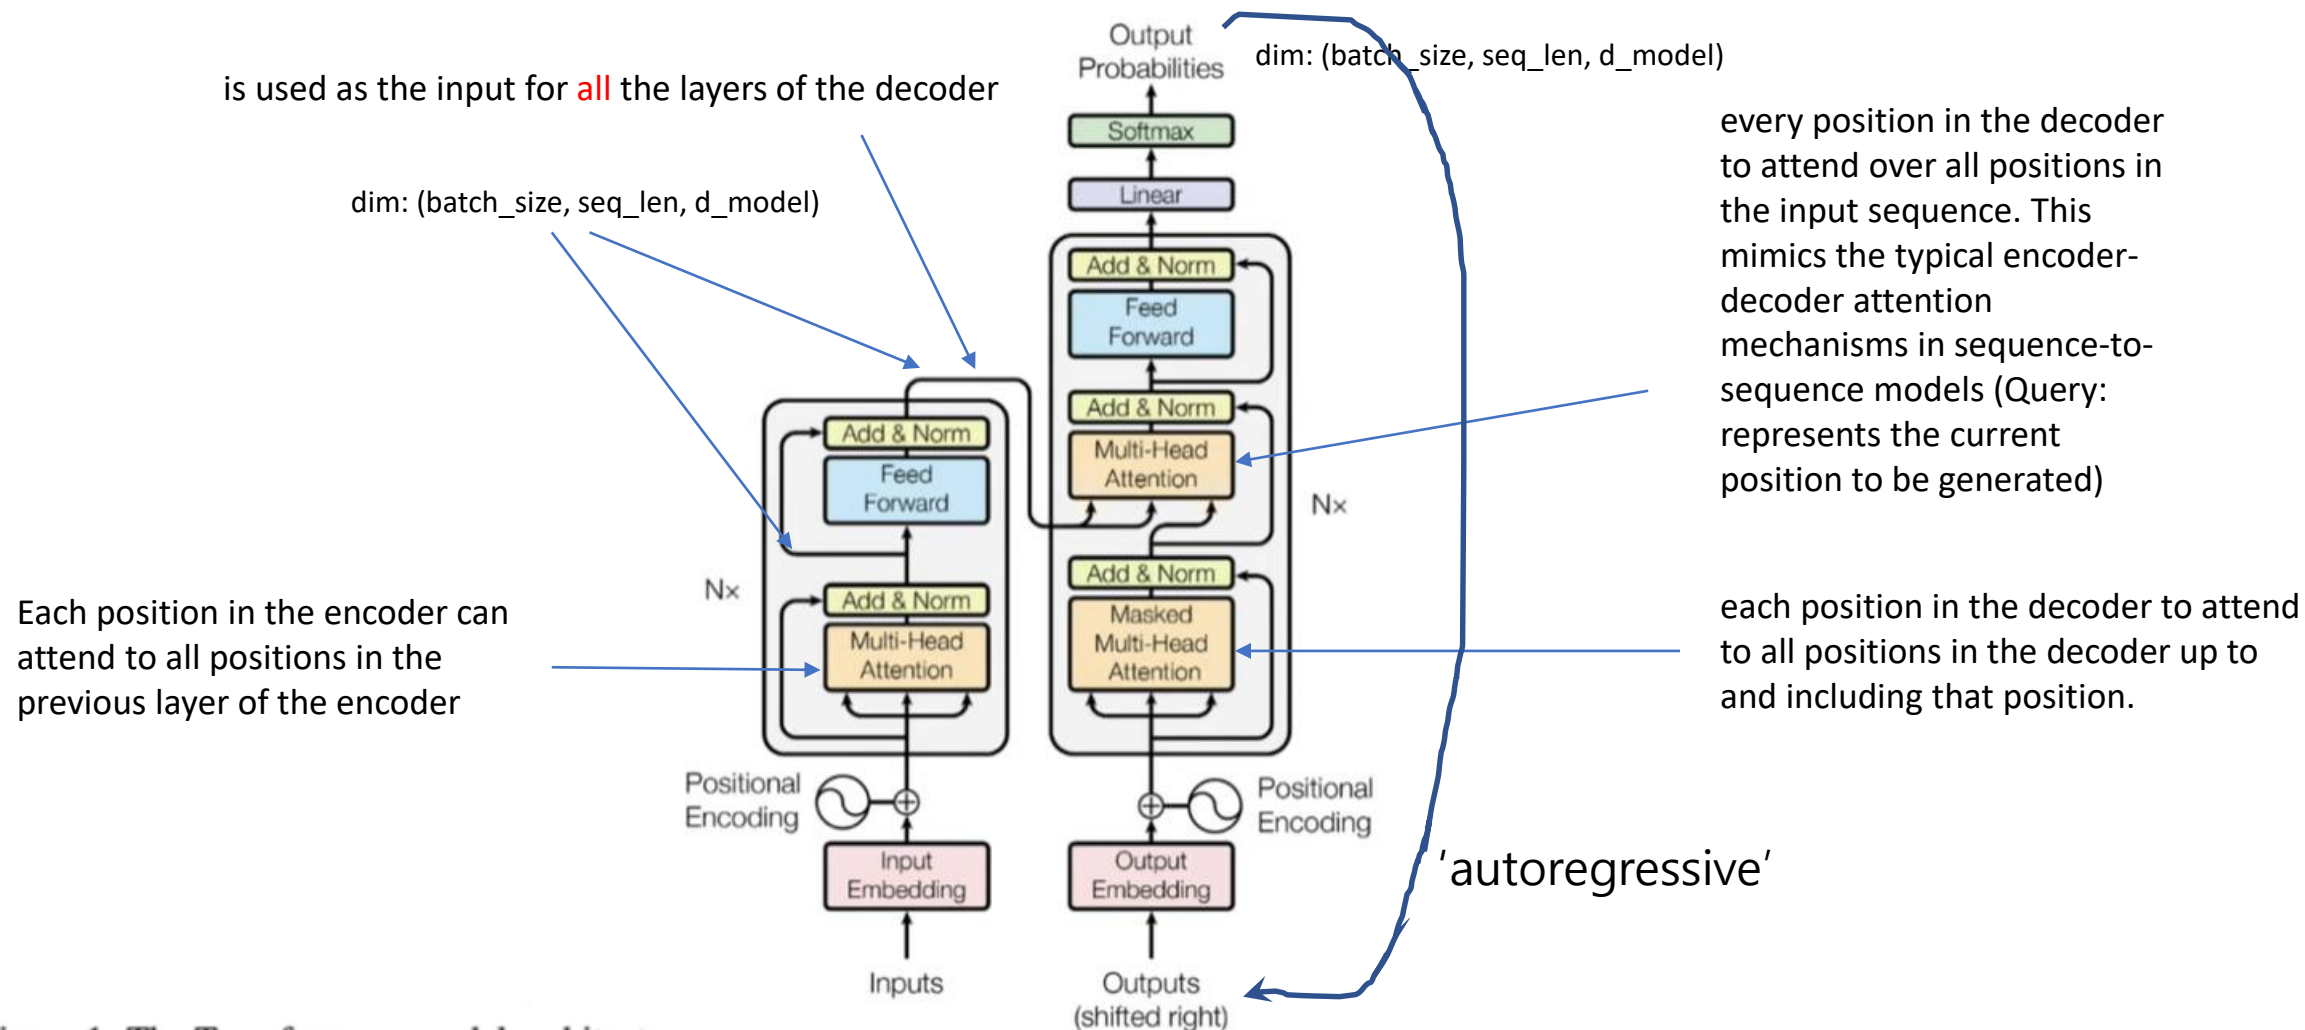 Output
Probabilities
dim: (batch_size, seq_len, d_model)
is used as the input for all the layers of the decoder
dim: (batch_size, seq_len, d_model)
Softmax
Linear
Add & Norm
Feed
Forward
Add & Norm
Multi-Head
Attention
Nx
Add & Norm
Masked
Multi-Head
Attention
every position in the decoder
to attend over all positions in
the input sequence. This
mimics the typical encoder-
decoder attention
mechanisms in sequence-to-
sequence models (Query:
represents the current
position to be generated)
each position in the decoder to attend
to all positions in the decoder up to
and including that position.
Add & Norm
Feed
Forward
Nx
Add & Norm
Multi-Head
Attention
Each position in the encoder can
attend to all positions in the
previous layer of the encoder
Positional
Encoding
Positional
Encoding
Input
Embedding
Output
Embedding
'autoregressive'
Inputs
Outputs
(shifted right)